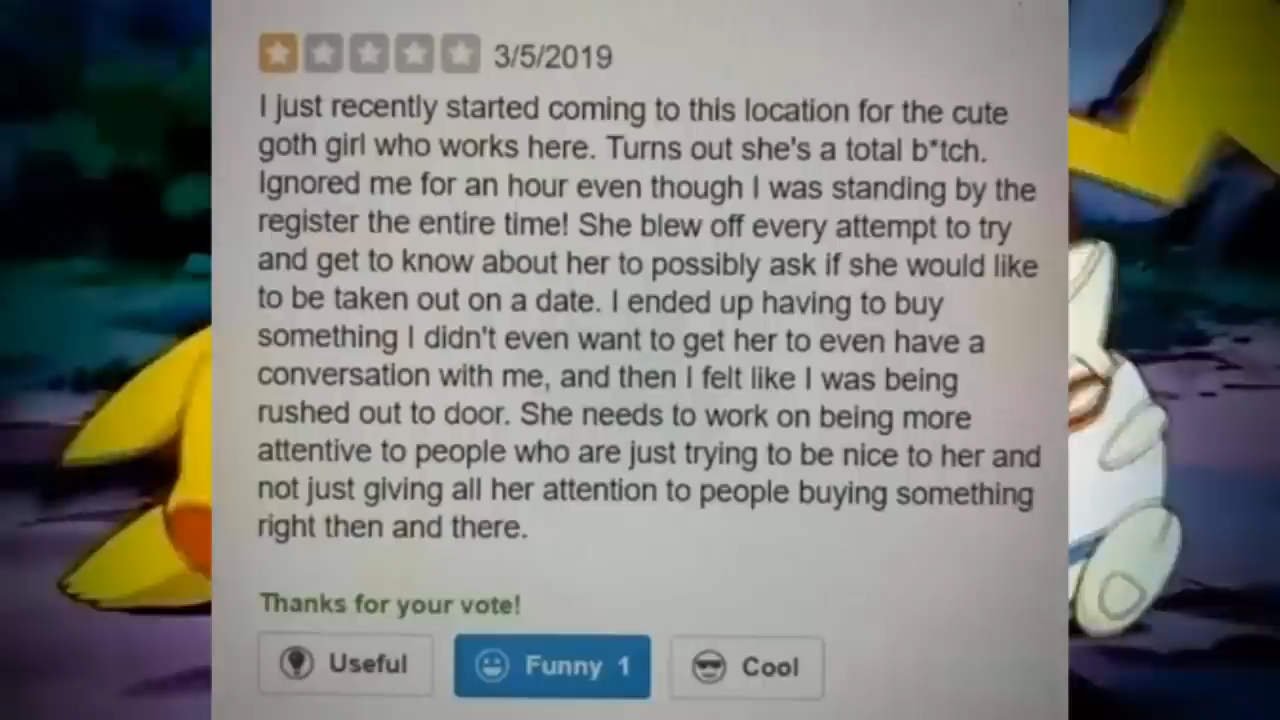 3/5/2019
I just recently started coming to this location for the cute
goth girl who works here. Turns out she's a total b*tch.
Ignored me for an hour even though I was standing by the
register the entire time! She blew off every attempt to try
and get to know about her to possibly ask if she would like
to be taken out on a date. I ended up having to buy
something I didn't even want to get her to even have a
conversation with me, and then I felt like I was being
rushed out to door. She needs to work on being more
attentive to people who are just trying to be nice to her and
not just giving all her attention to people buying something
right then and there.
Thanks for your vote!
Useful Funny 1 Cool